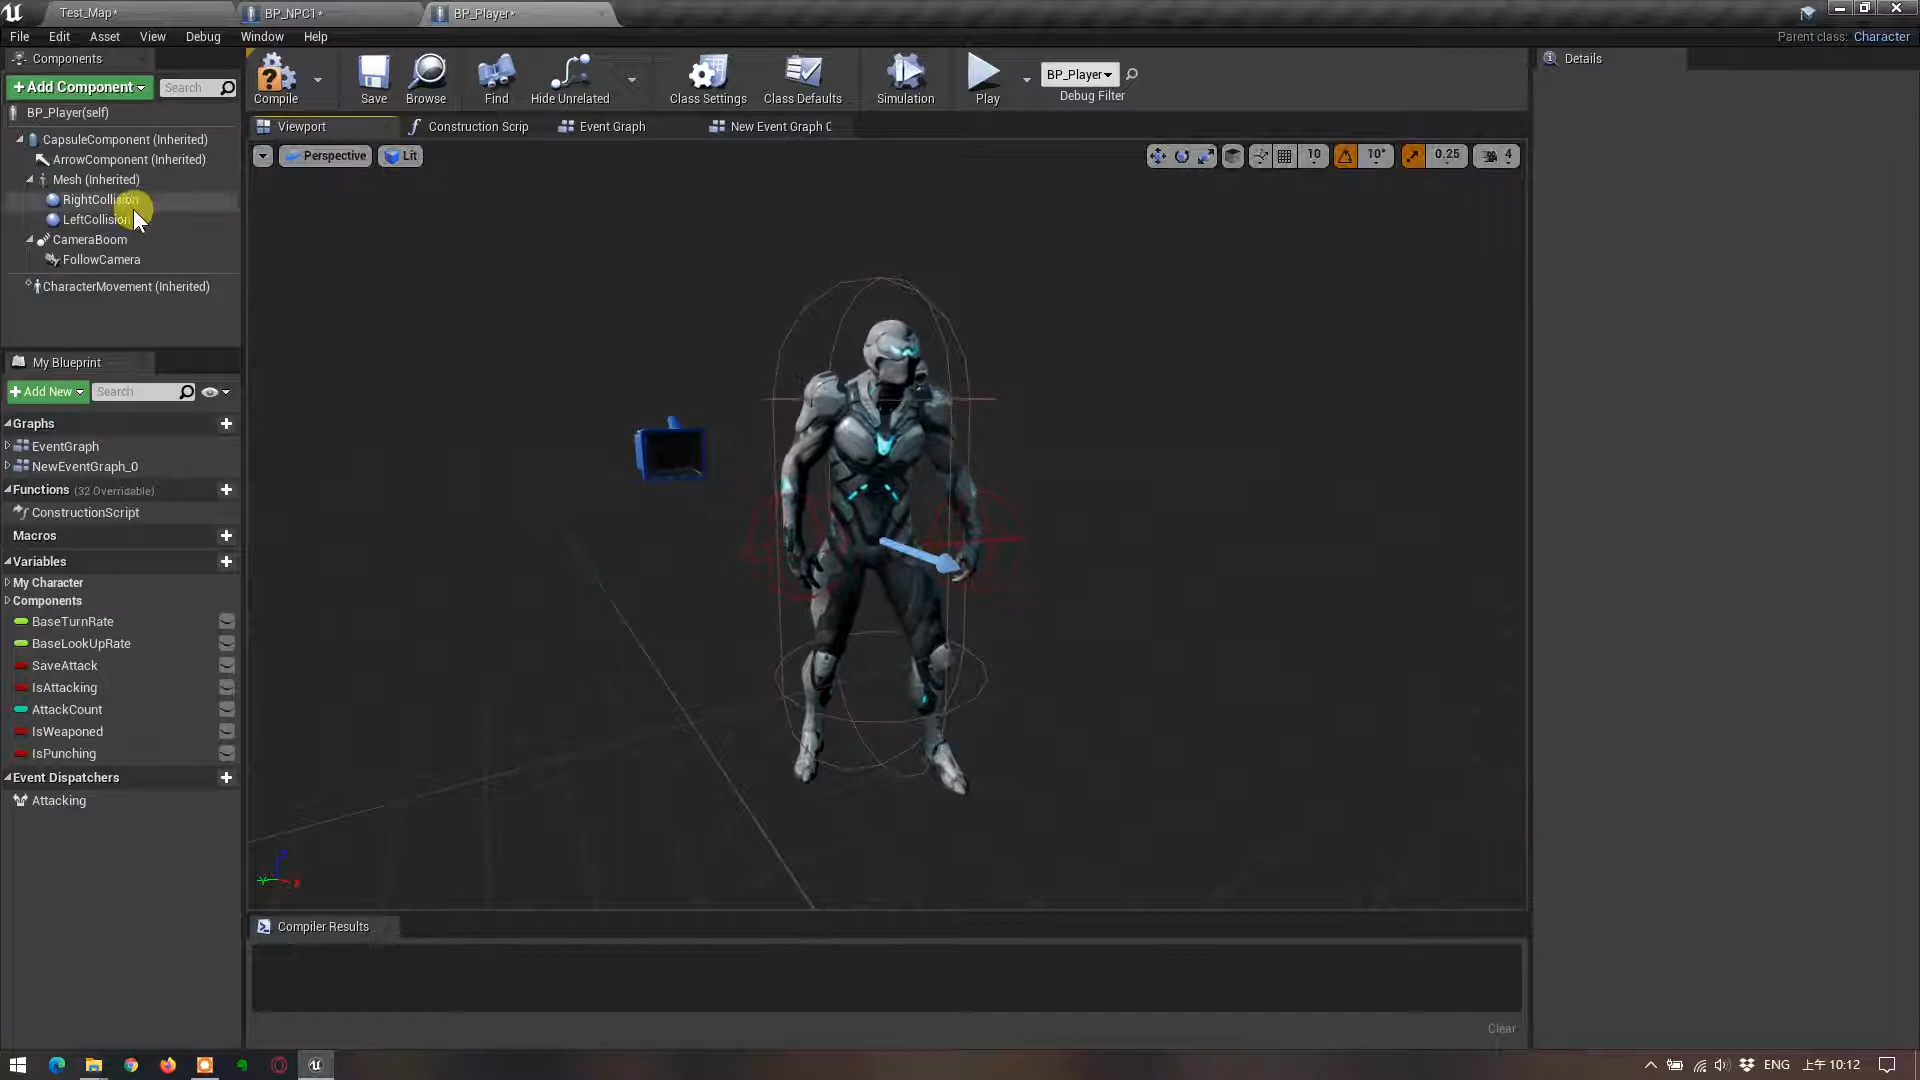 Test_Map*
BP_NPC1*
BP_Player*
File Edit Asset View Debug Window Help
Parent class: Character
Components
+Add Component
Search
BP_Player(self)
CapsuleComponent (Inherited)
ArrowComponent (Inherited)
Mesh (Inherited)
RightCollision
LeftCollision
CameraBoom
FollowCamera
CharacterMovement (Inherited)
My Blueprint
+Add New
Search
Graphs
EventGraph
NewEventGraph_0
Functions (32 Overridable)
ConstructionScript
Macros
Variables
My Character
Components
BaseTurnRate
BaseLookUpRate
SaveAttack
IsAttacking
AttackCount
IsWeaponed
IsPunching
Event Dispatchers
Attacking
Compile
Save
Browse
Find
Hide Unrelated
Class Settings
Class Defaults
Simulation
Play
BP_Player
Debug Filter
Viewport
Construction Scrip
Event Graph
New Event Graph 0
Perspective
Lit
10
10°
0.25
4
Z
Y
X
Compiler Results
Clear
Details
ENG
上午 10:12